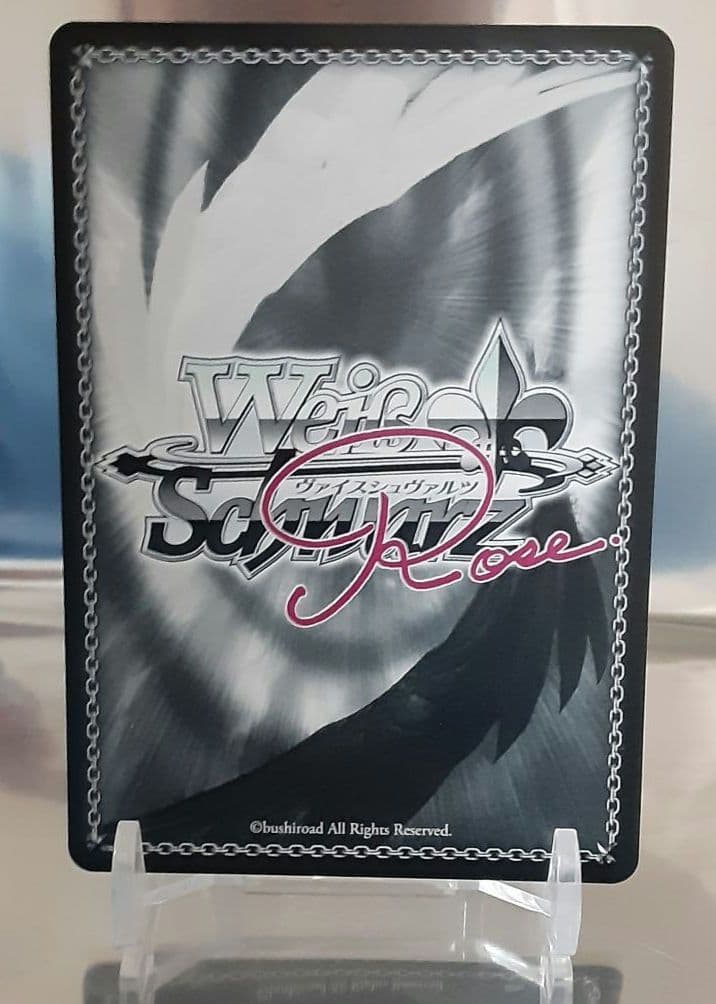 Weiß
ヴァイスシュヴァルツ
Schwarz
Rose.
©bushiroad All Rights Reserved.